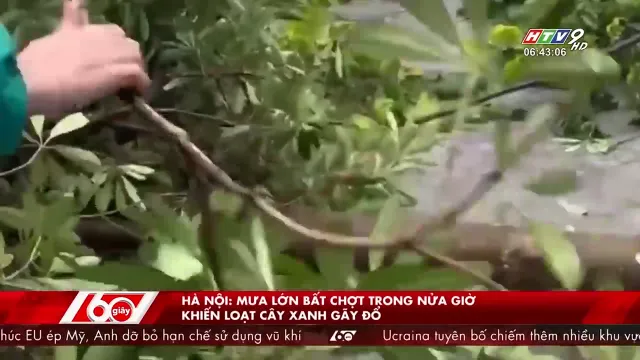 HTV9 HD
06:43:06
60 giây
HÀ NỘI: MƯA LỚN BẤT CHỢT TRONG NỬA GIỜ
KHIẾN LOẠT CÂY XANH GÃY ĐỔ
húc EU ép Mỹ, Anh dỡ bỏ hạn chế sử dụng vũ khí
Ucraina tuyên bố chiếm thêm nhiều khu v